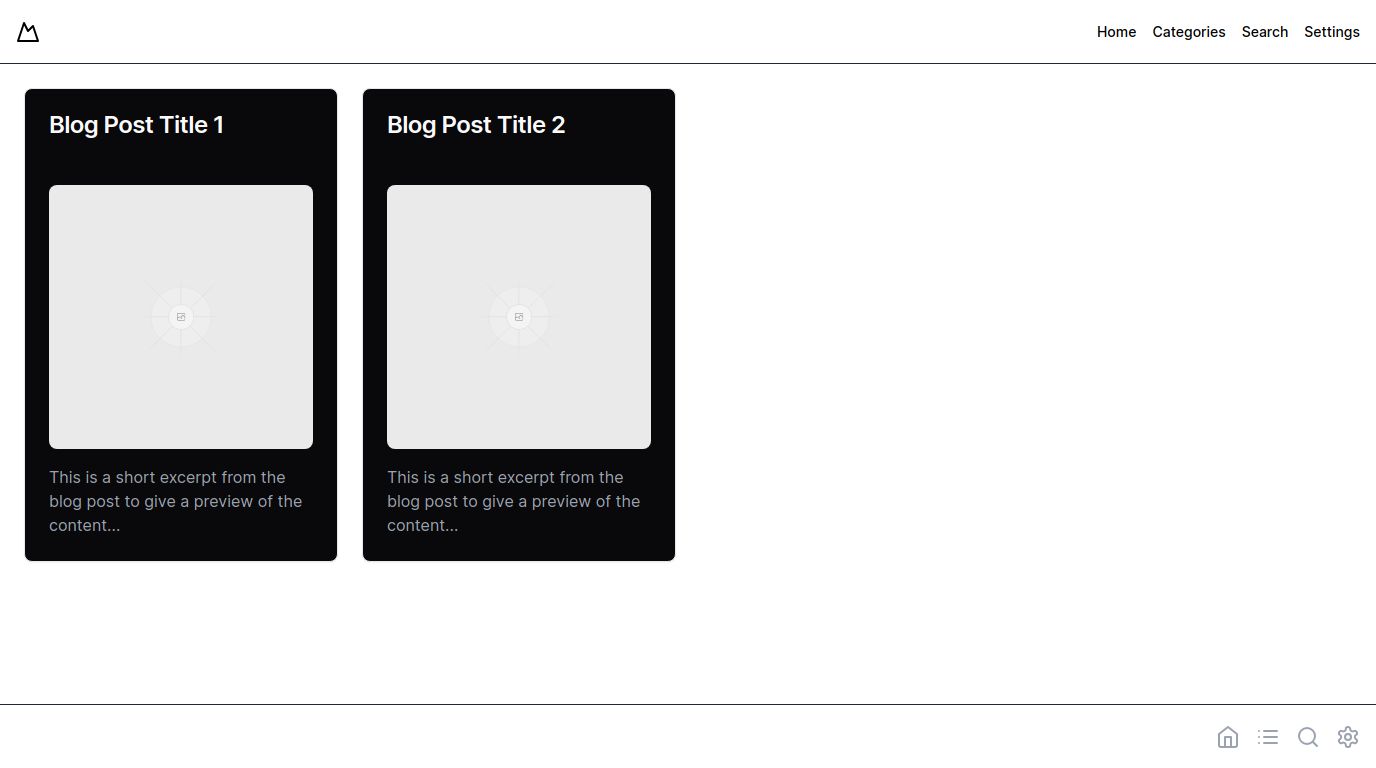 Home Categories Search Settings
Blog Post Title 1
This is a short excerpt from the
blog post to give a preview of the
content...
Blog Post Title 2
This is a short excerpt from the
blog post to give a preview of the
content...